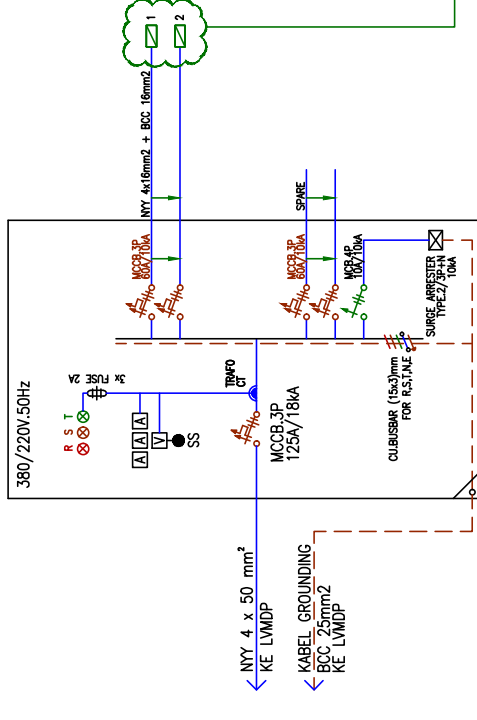 1
2
NYY 4x16mm2 + BCC 16mm2
SPARE
MCCB.3P
60A/10kA
MCCB.3P
60A/10kA
MCB.4P
10A/10kA
SURGE ARRESTER
TYPE.2/3P+N
10kA
380/220V.50Hz
R S T
3x FUSE 2A
A A A
V
SS
TRAFO
CT
MCCB.3P
125A/18kA
CU.BUSBAR (15x3)mm
FOR R,S,T,N,E
NYY 4 x 50 mm²
KE LVMDP
KABEL GROUNDING
BCC 25mm2
KE LVMDP